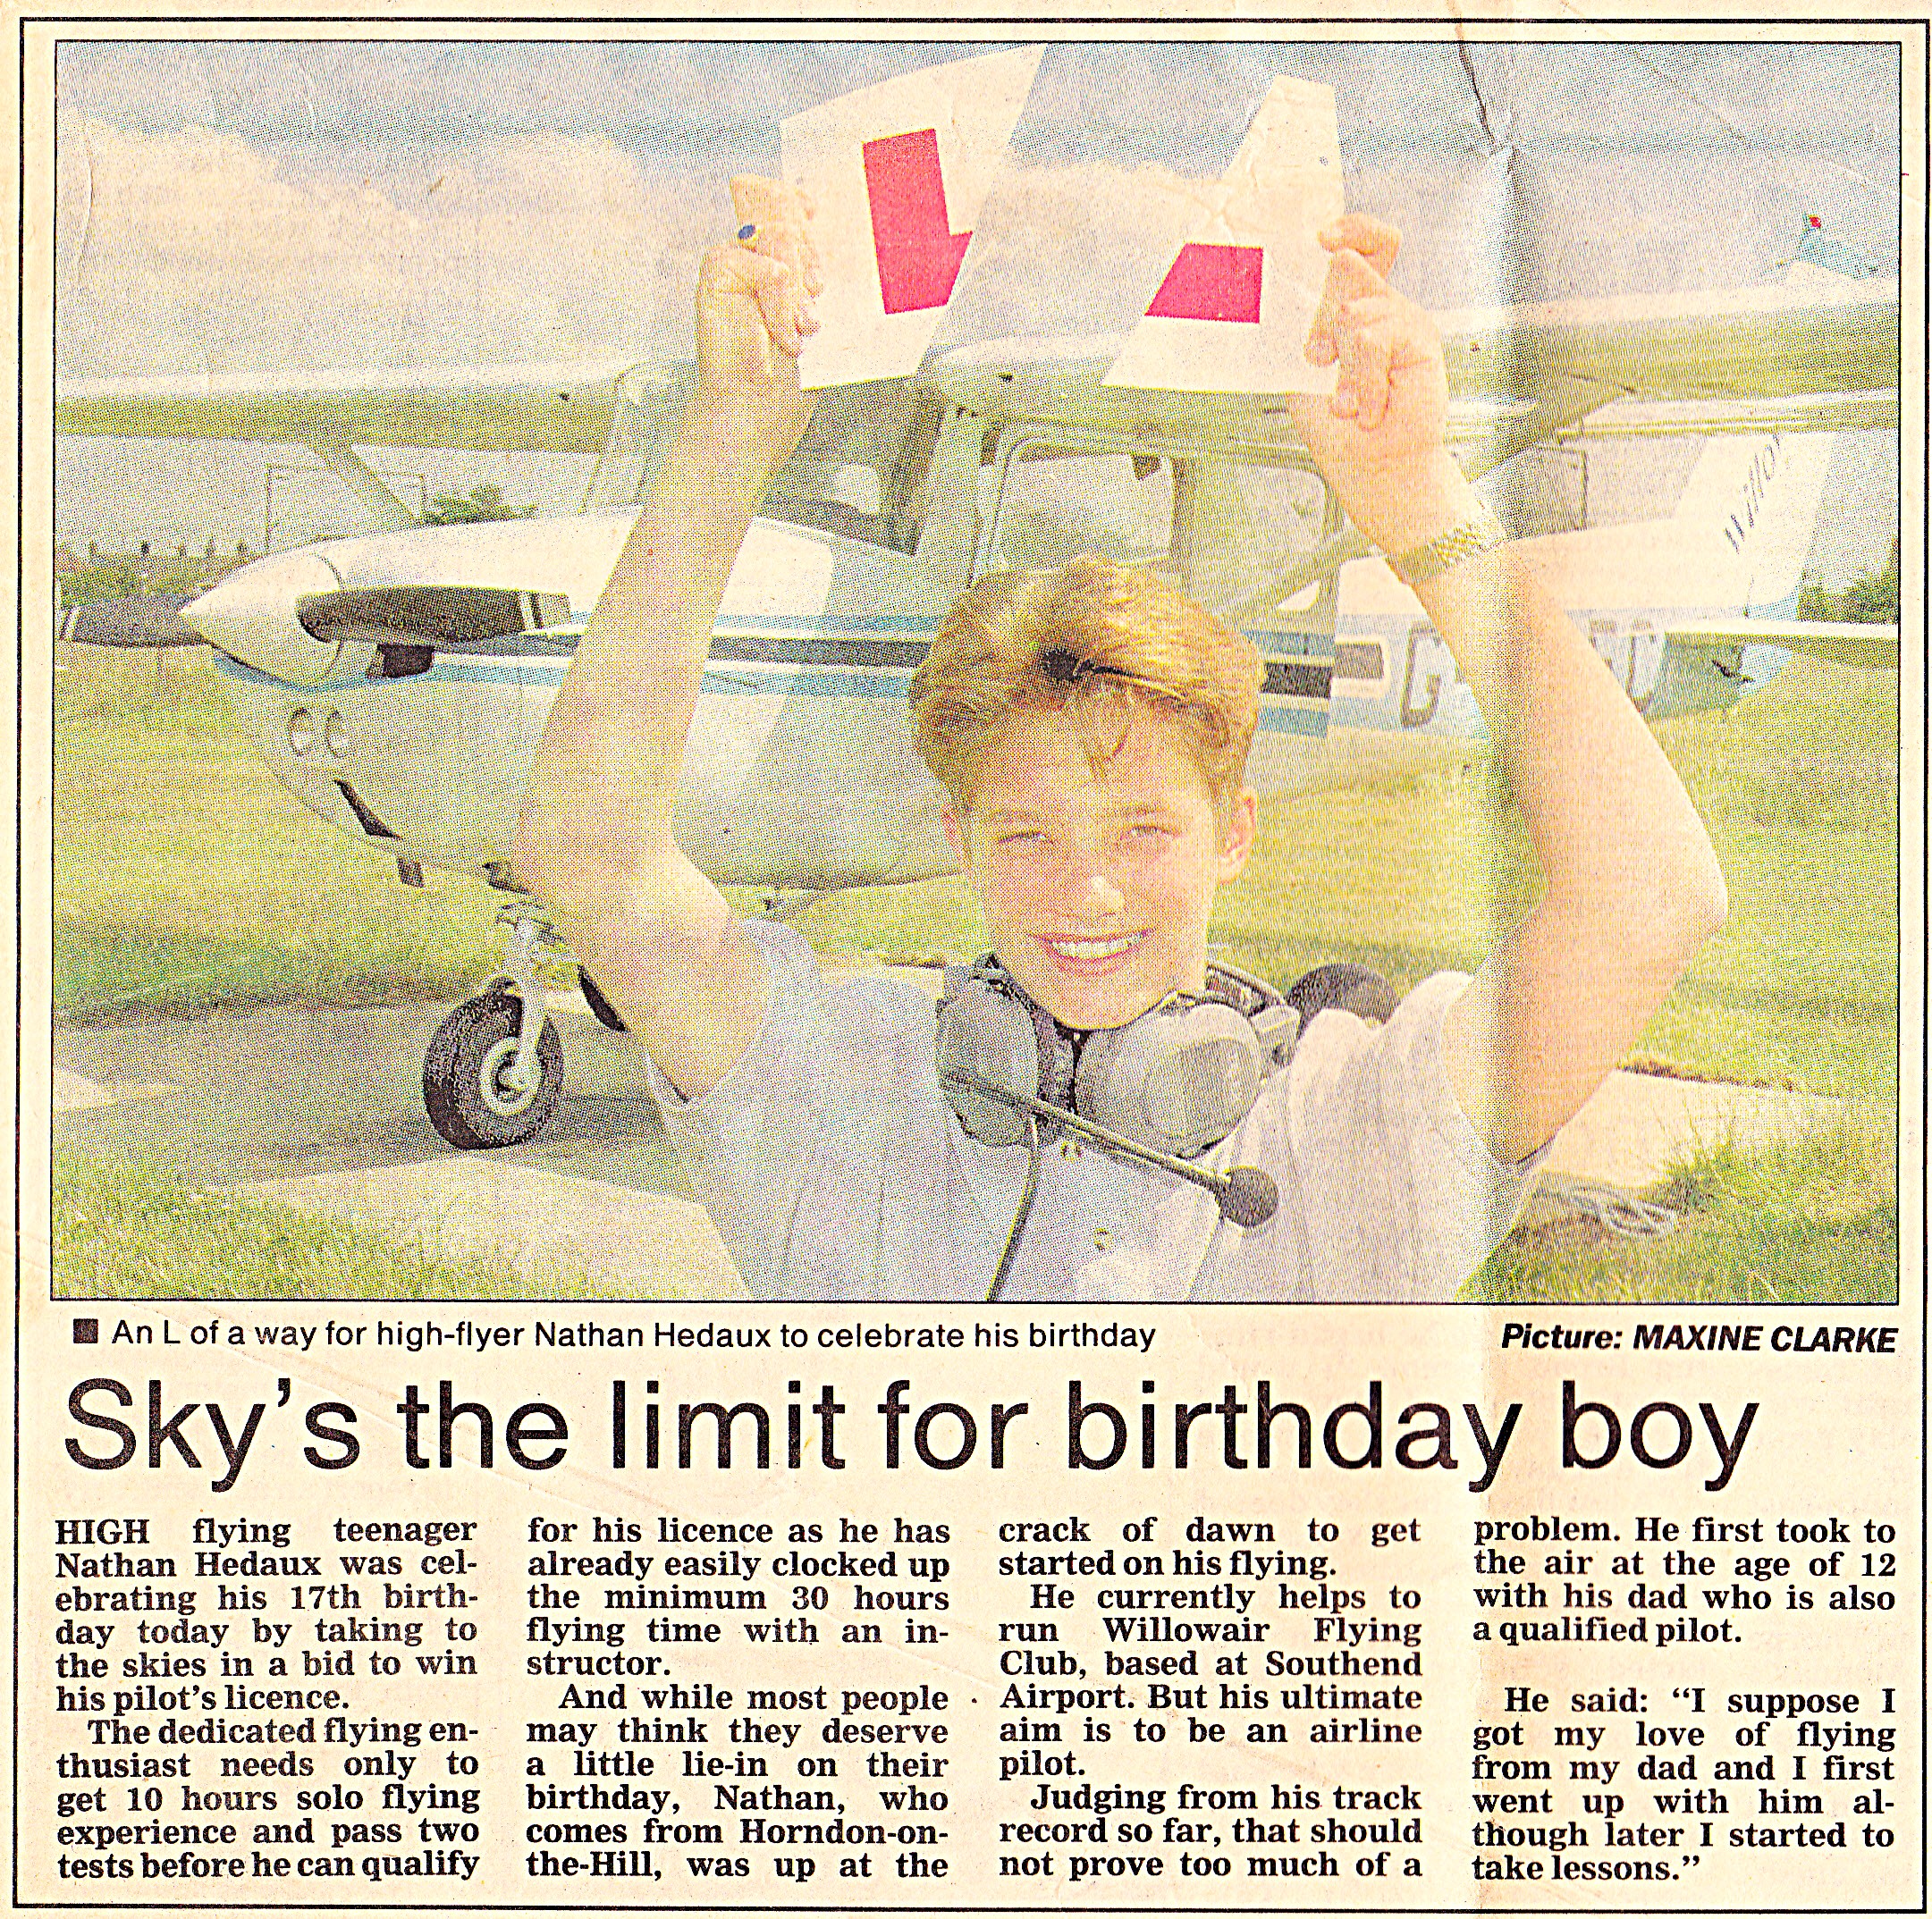 L
G
■ An L of a way for high-flyer Nathan Hedaux to celebrate his birthday
Picture: MAXINE CLARKE
Sky's the limit for birthday boy
HIGH flying teenager
Nathan Hedaux was cel-
ebrating his 17th birth-
day today by taking to
the skies in a bid to win
his pilot's licence.
The dedicated flying en-
thusiast needs only to
get 10 hours solo flying
experience and pass two
tests before he can qualify
for his licence as he has
already easily clocked up
the minimum 30 hours
flying time with an in-
structor.
And while most people
may think they deserve
a little lie-in on their
birthday, Nathan, who
comes from Horndon-on-
the-Hill, was up at the
crack of dawn to get
started on his flying.
He currently helps to
run Willowair Flying
Club, based at Southend
Airport. But his ultimate
aim is to be an airline
pilot.
Judging from his track
record so far, that should
not prove too much of a
problem. He first took to
the air at the age of 12
with his dad who is also
a qualified pilot.
He said: “I suppose I
got my love of flying
from my dad and I first
went up with him al-
though later I started to
take lessons.”